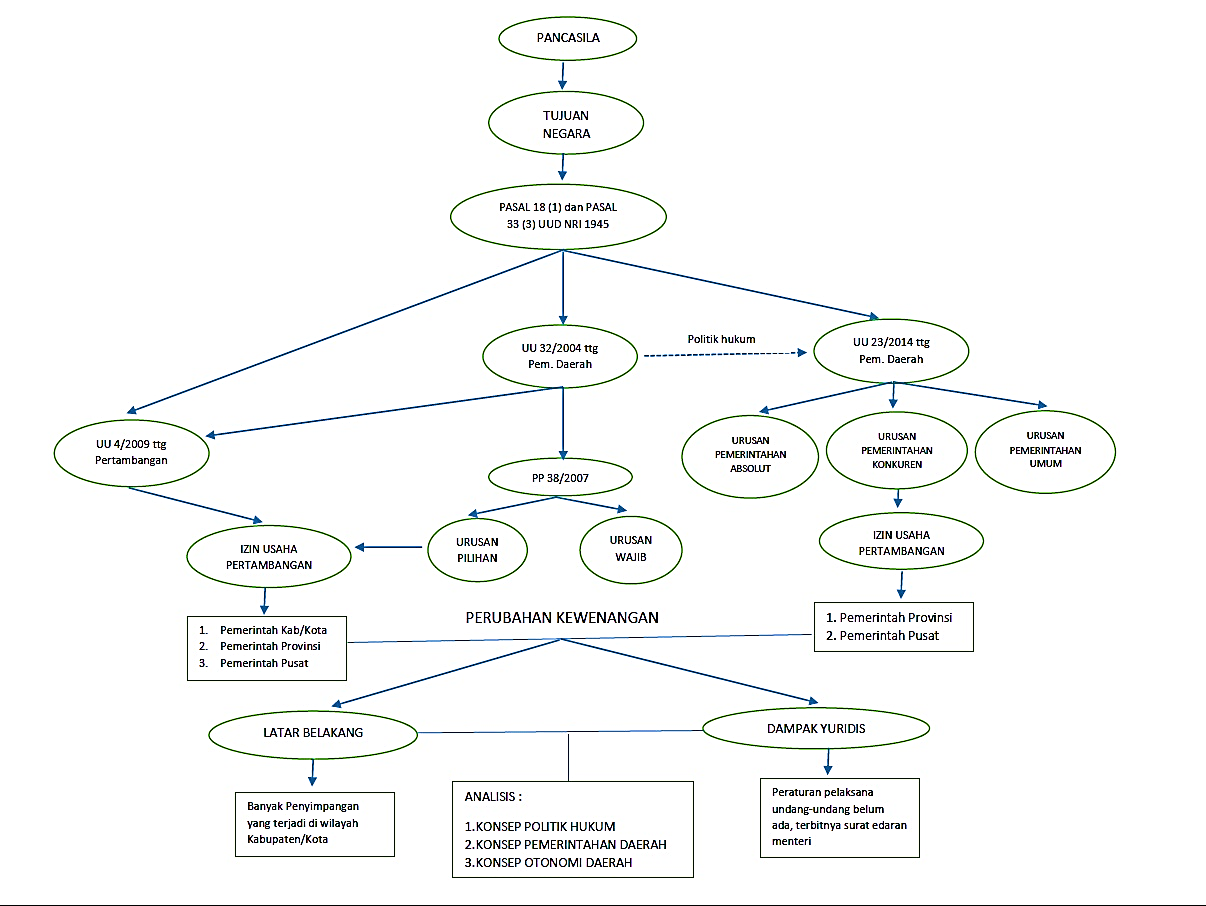 PANCASILA
TUJUAN
NEGARA
PASAL 18 (1) dan PASAL
33 (3) UUD NRI 1945
UU 32/2004 ttg
Pem. Daerah
Politik hukum
UU 23/2014 ttg
Pem. Daerah
UU 4/2009 ttg
Pertambangan
PP 38/2007
URUSAN
PEMERINTAHAN
ABSOLUT
URUSAN
PEMERINTAHAN
KONKUREN
URUSAN
PEMERINTAHAN
UMUM
IZIN USAHA
PERTAMBANGAN
URUSAN
PILIHAN
URUSAN
WAJIB
IZIN USAHA
PERTAMBANGAN
1. Pemerintah Kab/Kota
2. Pemerintah Provinsi
3. Pemerintah Pusat
PERUBAHAN KEWENANGAN
1. Pemerintah Provinsi
2. Pemerintah Pusat
LATAR BELAKANG
DAMPAK YURIDIS
Banyak Penyimpangan
yang terjadi di wilayah
Kabupaten/Kota
ANALISIS :
1.KONSEP POLITIK HUKUM
2.KONSEP PEMERINTAHAN DAERAH
3.KONSEP OTONOMI DAERAH
Peraturan pelaksana
undang-undang belum
ada, terbitnya surat edaran
menteri